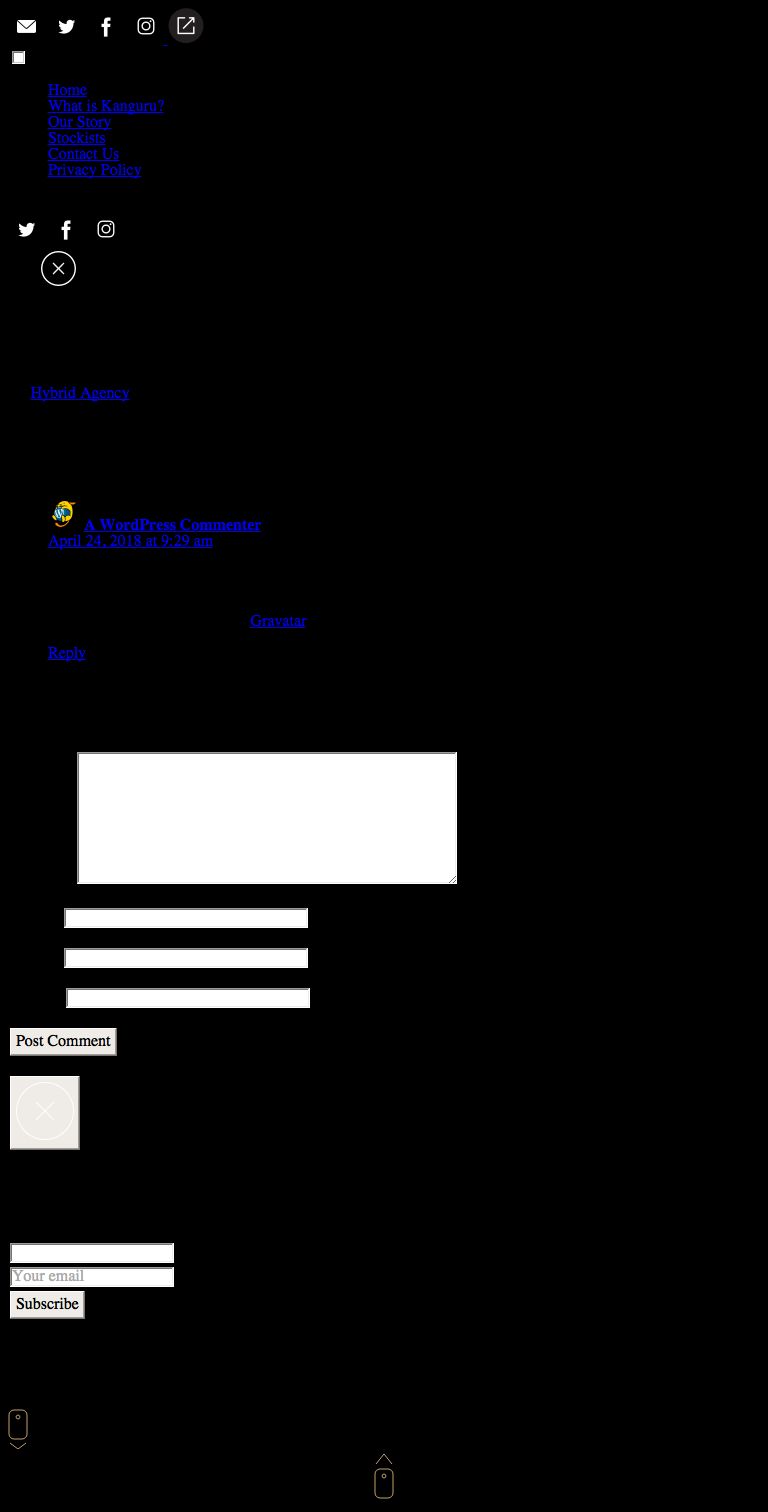 Home
What is Kanguru?
Our Story
Stockists
Contact Us
Privacy Policy
Hybrid Agency
A WordPress Commenter
April 24, 2018 at 9:29 am
Gravatar
Reply
Post Comment
Your email
Subscribe